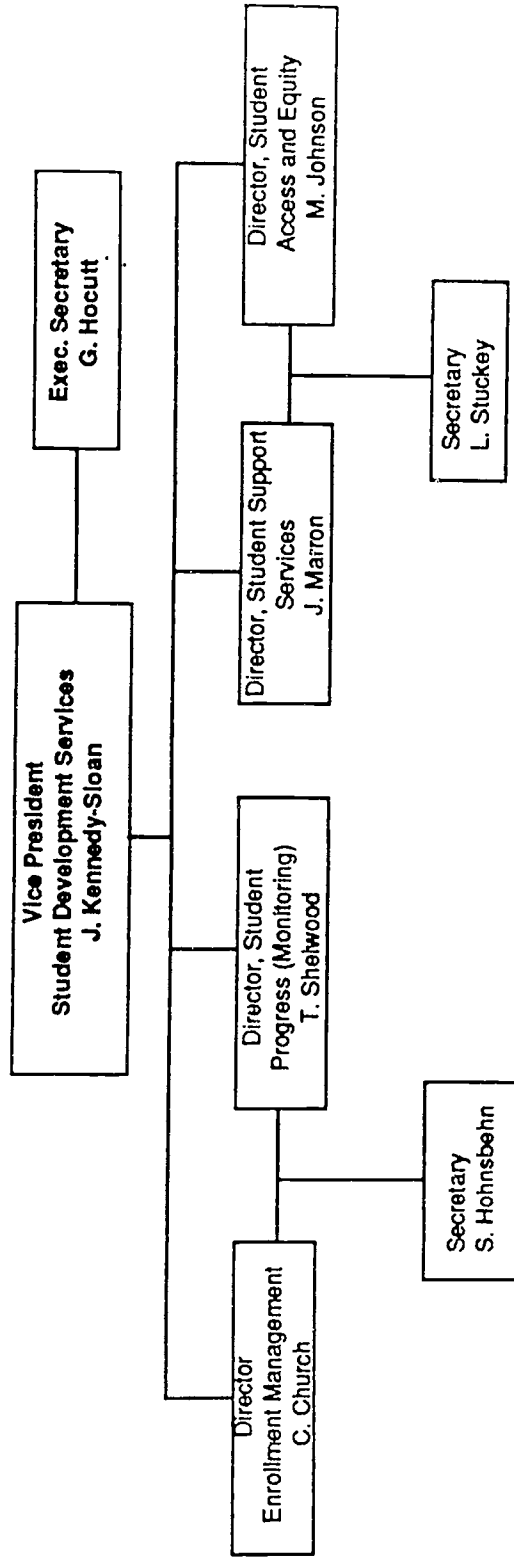 Vice President
Student Development Services
J. Kennedy-Sloan
Exec. Secretary
G. Hocutt
Director
Enrollment Management
C. Church
Director, Student
Progress (Monitoring)
T. Shelwood
Director, Student Support
Services
J. Marron
Director, Student
Access and Equity
M. Johnson
Secretary
S. Hohnsbehn
Secretary
L. Stuckey